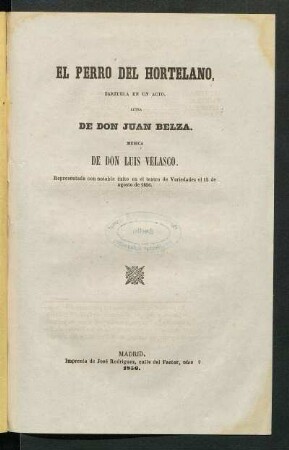 EL PERRO DEL HORTELANO,
ZARZUELA EN UN ACTO.
LETRA
DE DON JUAN BELZA.
MUSICA
DE DON LUIS VELASCO.
Representada con notable éxito en el teatro de Variedades el 15 de
agosto de 1856.
MADRID.
Imprenta de José Rodriguez, calle del Factor, núm 9
1856.